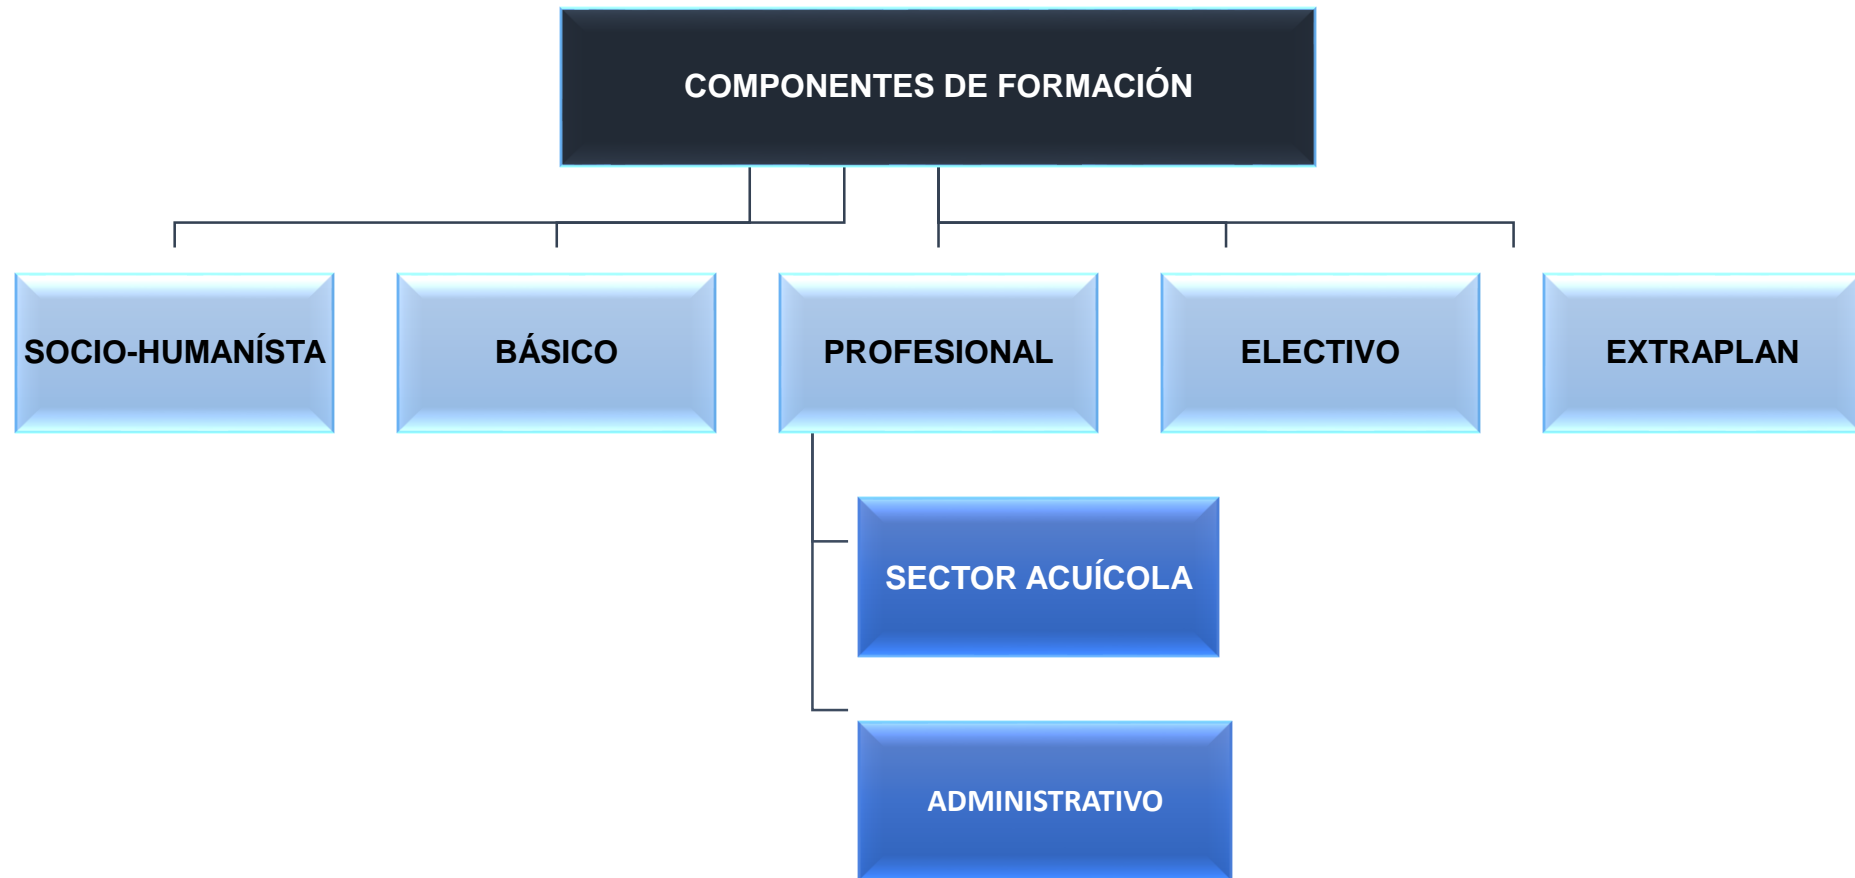 COMPONENTES DE FORMACIÓN
SOCIO-HUMANÍSTA
BÁSICO
PROFESIONAL
ELECTIVO
EXTRAPLAN
SECTOR ACUÍCOLA
ADMINISTRATIVO